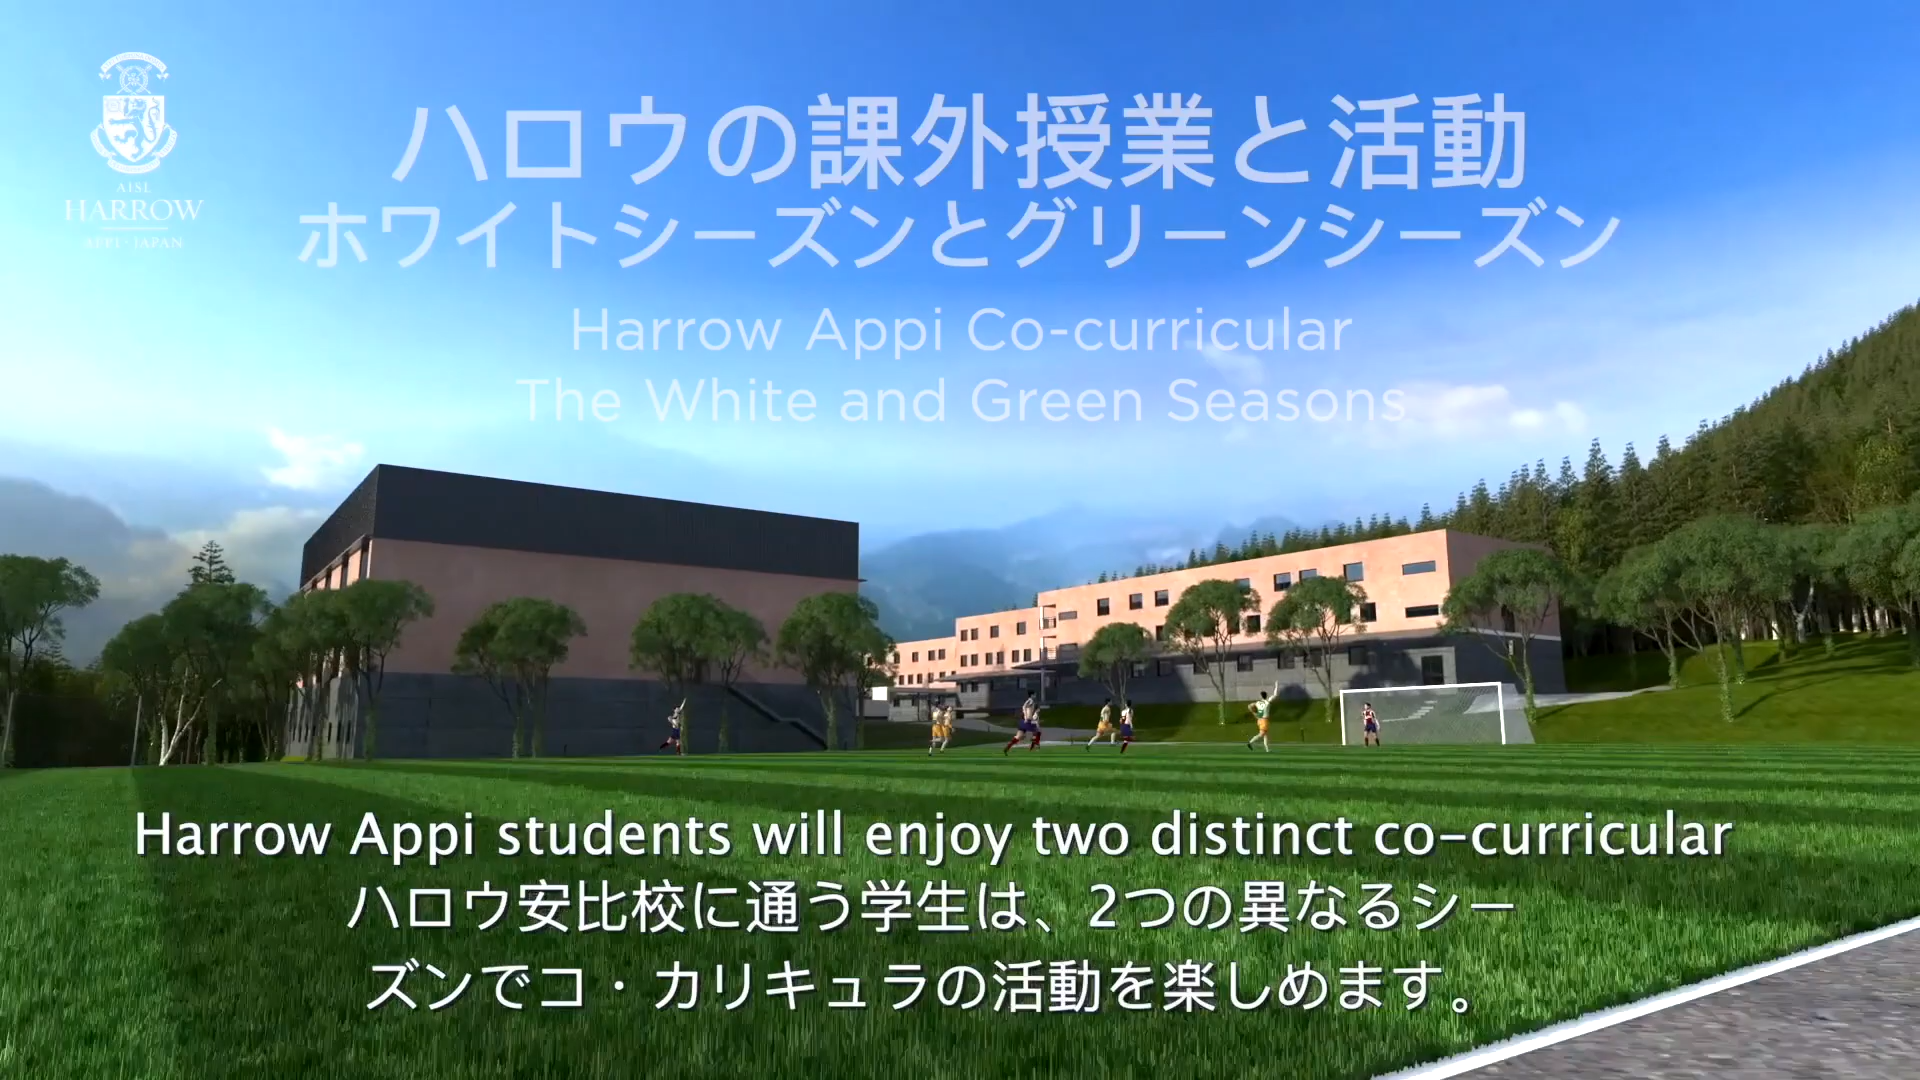 AISL
HARROW
APPI · JAPAN
ハロウの課外授業と活動
ホワイトシーズンとグリーンシーズン
Harrow Appi Co-curricular
The White and Green Seasons
Harrow Appi students will enjoy two distinct co-curricular
ハロウ安比校に通う学生は、2つの異なるシー
ズンでコ・カリキュラの活動を楽しめます。